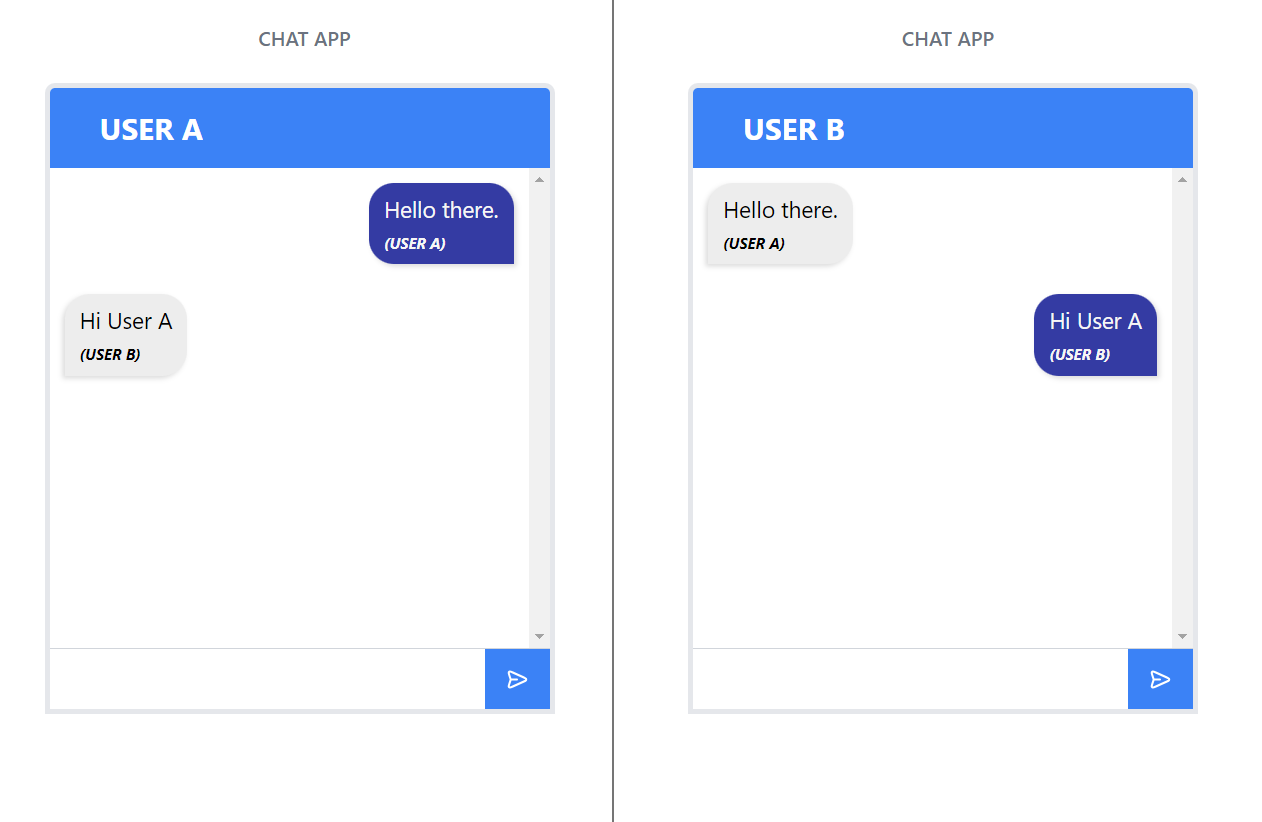 CHAT APP
USER A
Hello there.
(USER A)
Hi User A
(USER B)
CHAT APP
USER B
Hello there.
(USER A)
Hi User A
(USER B)